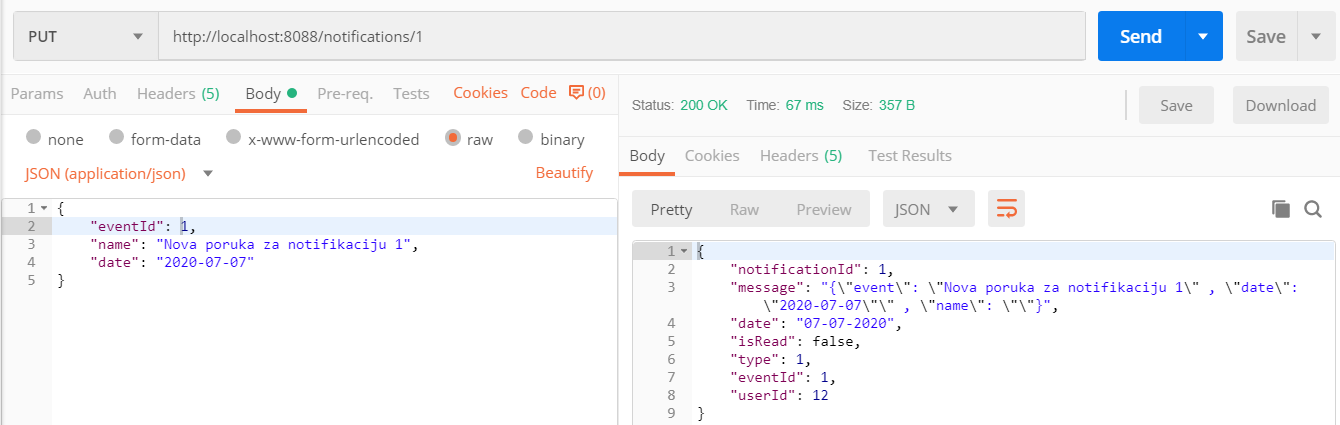 PUT http://localhost:8088/notifications/1 Send Save
Params Auth Headers (5) Body Pre-req. Tests Cookies Code (0)
none form-data x-www-form-urlencoded raw binary
JSON (application/json) Beautify
1 {
2 "eventId": 1,
3 "name": "Nova poruka za notifikaciju 1",
4 "date": "2020-07-07"
5 }
Status: 200 OK Time: 67 ms Size: 357 B Save Download
Body Cookies Headers (5) Test Results
Pretty Raw Preview JSON
1 {
2 "notificationId": 1,
3 "message": "{\"event\": \"Nova poruka za notifikaciju 1\" , \"date\":
\"2020-07-07\"\" , \"name\": \"\"}",
4 "date": "07-07-2020",
5 "isRead": false,
6 "type": 1,
7 "eventId": 1,
8 "userId": 12
9 }